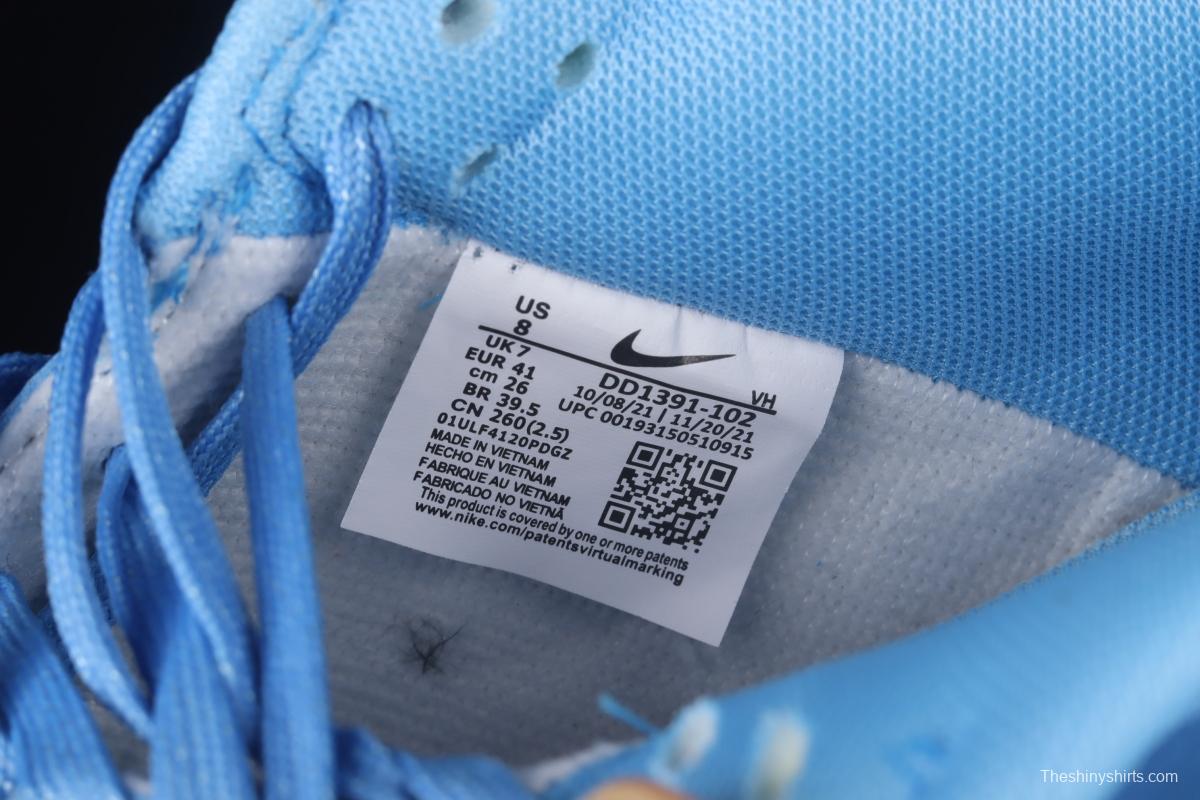 US
8
UK 7
EUR 41
cm 26
BR 39.5
CN 260(2.5)
01ULF4120PDGZ
MADE IN VIETNAM
HECHO EN VIETNAM
FABRIQUE AU VIETNAM
FABRICADO NO VIETNÃ
This product is covered by one or more patents
www.nike.com/patentsvirtualmarking
VH
DD1391-102
10/08/21 | 11/20/21
UPC 00193150510915
Theshinyshirts.com